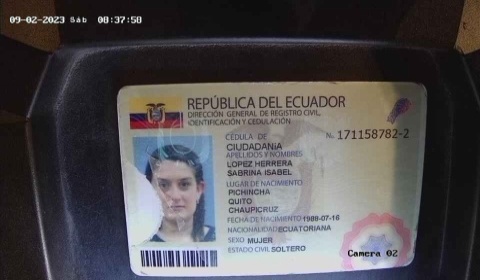 09-02-2023 Sáb 08:37:50
REPÚBLICA DEL ECUADOR
DIRECCIÓN GENERAL DE REGISTRO CIVIL,
IDENTIFICACIÓN Y CEDULACIÓN
CÉDULA DE No. 171158782-2
CIUDADANÍA
APELLIDOS Y NOMBRES
LOPEZ HERRERA
SABRINA ISABEL
LUGAR DE NACIMIENTO
PICHINCHA
QUITO
CHAUPICRUZ
FECHA DE NACIMIENTO 1988-07-16
NACIONALIDAD ECUATORIANA
SEXO MUJER
ESTADO CIVIL SOLTERO
Camera 02